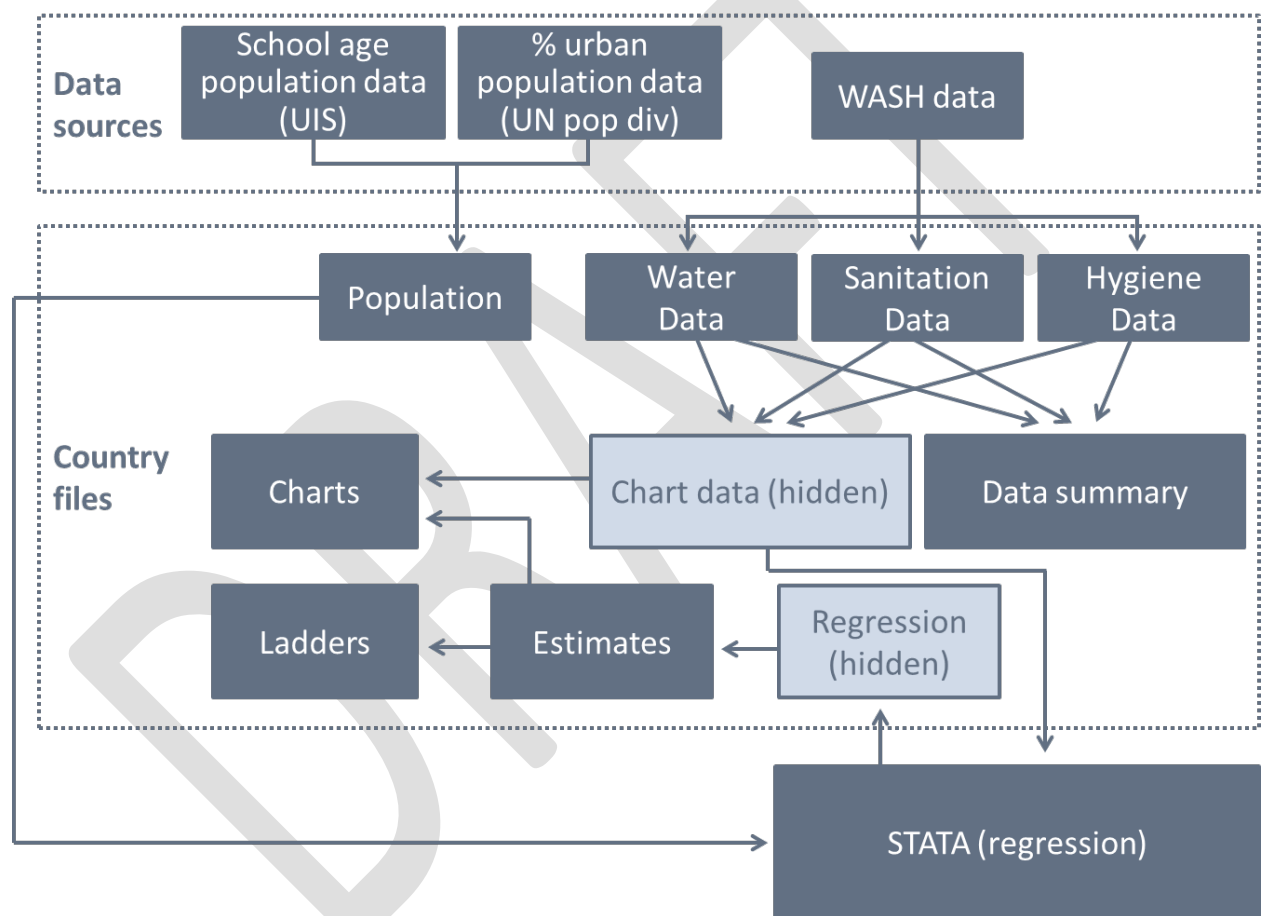 Data
sources
School age
population data
(UIS)
% urban
population data
(UN pop div)
WASH data
Country
files
Population
Water
Data
Sanitation
Data
Hygiene
Data
Charts
Chart data (hidden)
Data summary
Ladders
Estimates
Regression
(hidden)
STATA (regression)
DRAFT